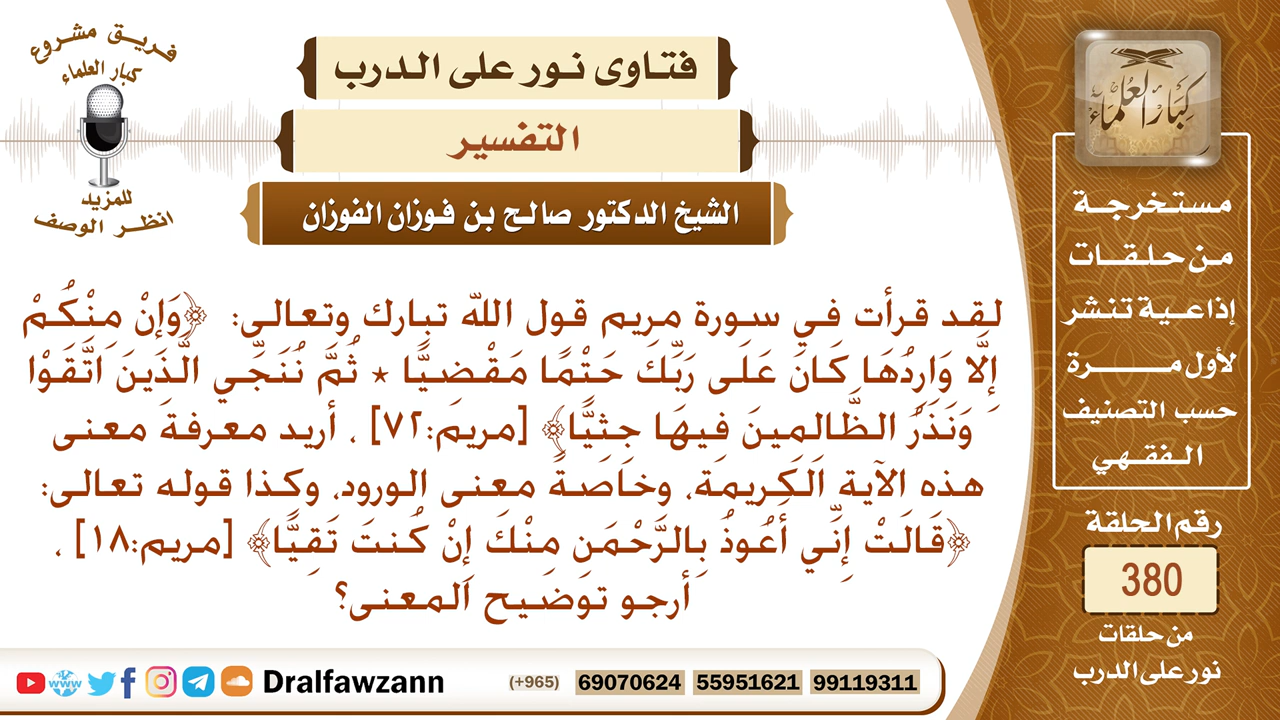 فريق مشروع
كبار العلماء
للمزيد
انظر الوصف
فتاوى نور على الدرب
التفسير
الشيخ الدكتور صالح بن فوزان الفوزان
لقد قرأت في سورة مريم قول الله تبارك وتعالى: ﴿وَإِنْ مِنْكُمْ
إِلَّا وَارِدُهَا كَانَ عَلَى رَبِّكَ حَتْمًا مَقْضِيًّا * ثُمَّ نُنَجِّي الَّذِينَ اتَّقَوْا
وَنَذَرُ الظَّالِمِينَ فِيهَا جِثِيًّا﴾ [مريم:٧٢] ، أريد معرفة معنى
هذه الآية الكريمة، وخاصة معنى الورود، وكذا قوله تعالى:
﴿قَالَتْ إِنِّي أَعُوذُ بِالرَّحْمَنِ مِنْكَ إِنْ كُنتَ تَقِيًّا﴾ [مريم:١٨] ،
أرجو توضيح المعنى؟
كبار العلماء
مستخرجة
من حلقات
إذاعية تنشر
لأول مرة
حسب التصنيف
الفقهي
رقم الحلقة
380
من حلقات
نور على الدرب
www Dralfawzann (+965) 69070624 55951621 99119311